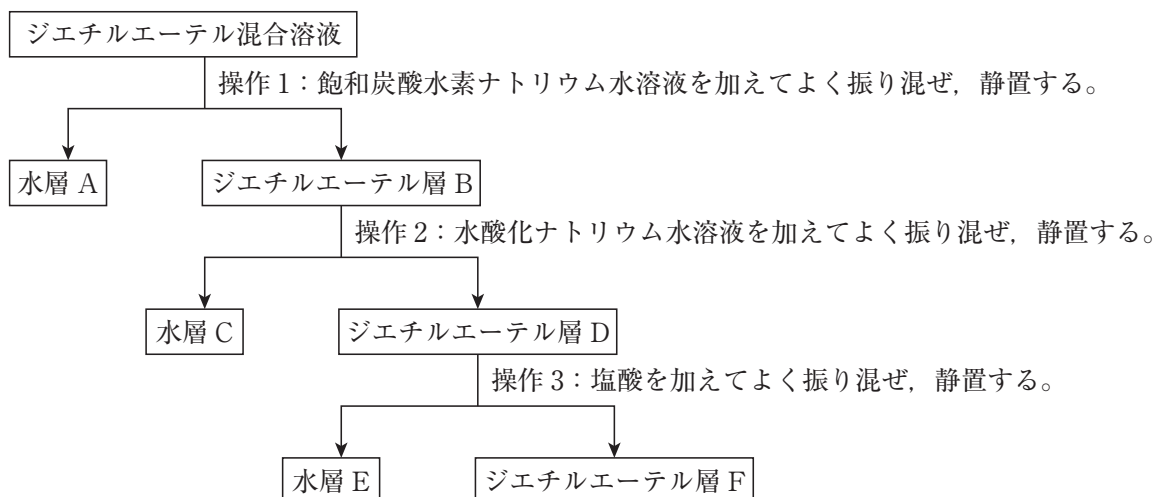 ジエチルエーテル混合溶液
操作1:飽和炭酸水素ナトリウム水溶液を加えてよく振り混ぜ,静置する。
水層A
ジエチルエーテル層B
操作2:水酸化ナトリウム水溶液を加えてよく振り混ぜ,静置する。
水層C
ジエチルエーテル層D
操作3:塩酸を加えてよく振り混ぜ,静置する。
水層E
ジエチルエーテル層F